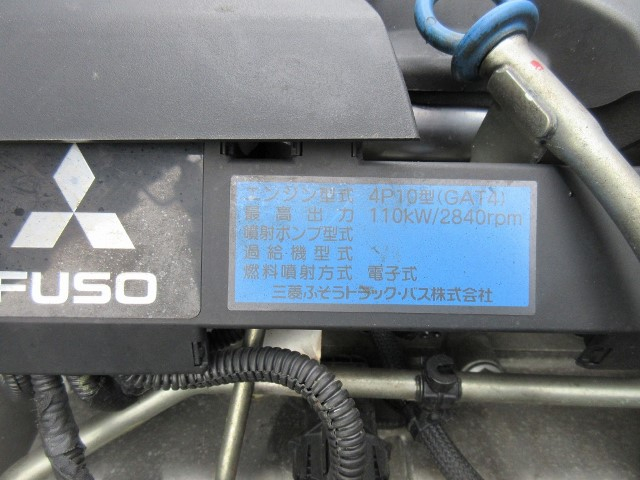 FUSO
エンジン型式 4P10型(GAT4)
最高出力 110kW/2840rpm
噴射ポンプ型式
過給機型式
燃料噴射方式 電子式
三菱ふそうトラック・バス株式会社